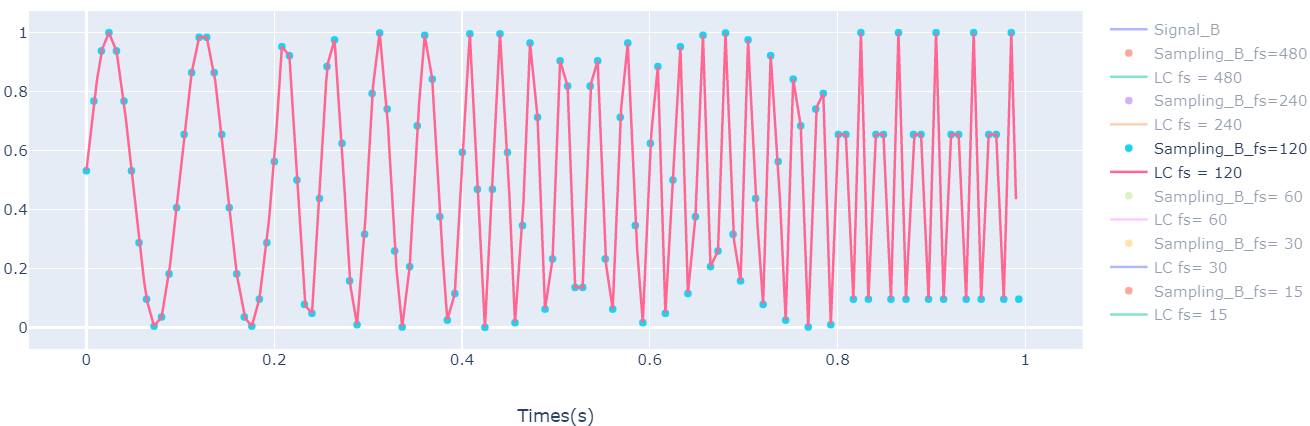 1
0.8
0.6
0.4
0.2
0
0 0.2 0.4 0.6 0.8 1
Times(s)
Signal_B
Sampling_B_fs=480
LC fs = 480
Sampling_B_fs=240
LC fs = 240
Sampling_B_fs=120
LC fs = 120
Sampling_B_fs= 60
LC fs= 60
Sampling_B_fs= 30
LC fs= 30
Sampling_B_fs= 15
LC fs= 15